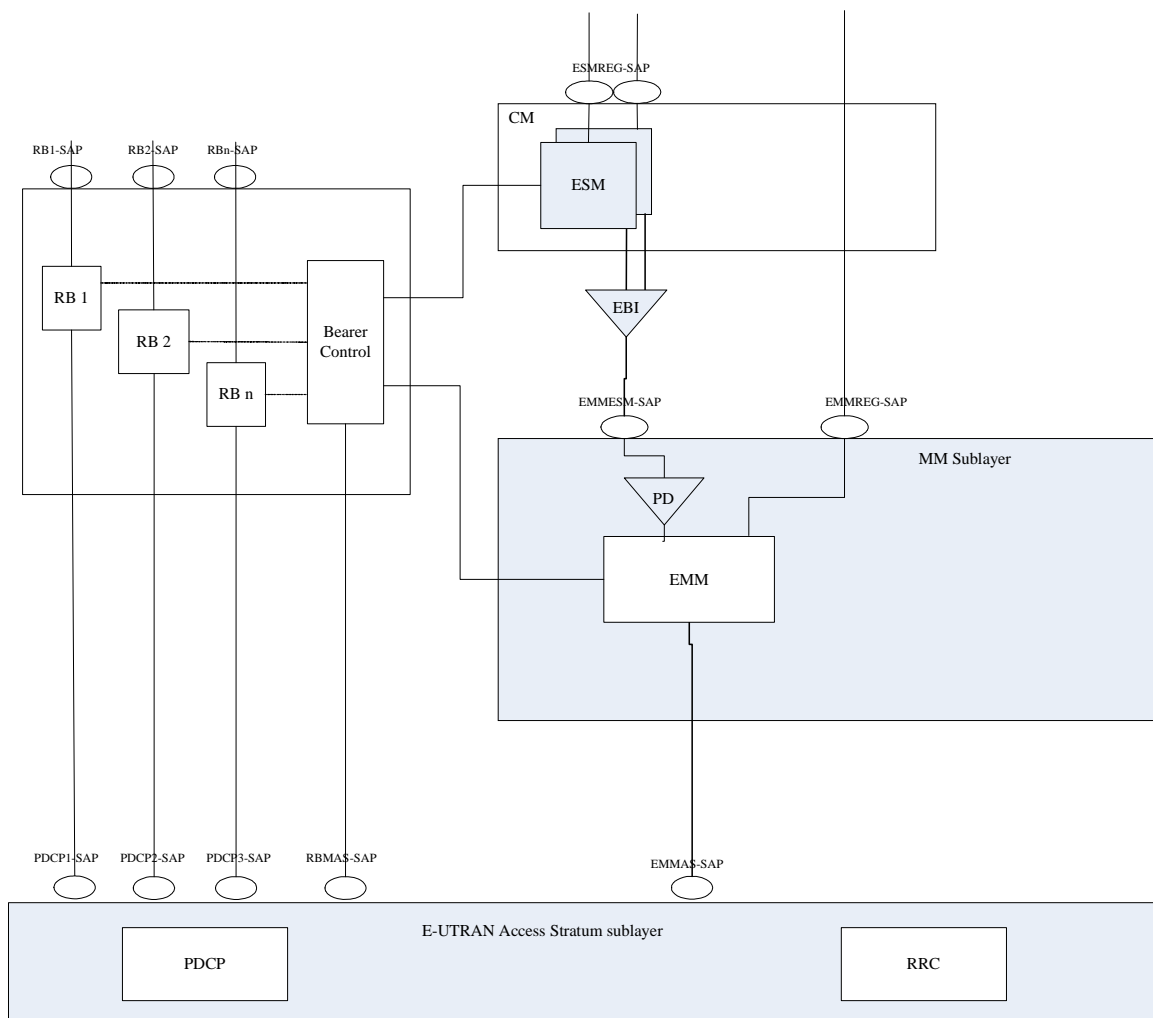 ESMREG-SAP
CM
RB1-SAP
RB2-SAP
RBn-SAP
ESM
RB 1
RB 2
RB n
Bearer
Control
EBI
EMMESM-SAP
EMMREG-SAP
MM Sublayer
PD
EMM
PDCP1-SAP
PDCP2-SAP
PDCP3-SAP
RBMAS-SAP
EMMAS-SAP
E-UTRAN Access Stratum sublayer
PDCP
RRC